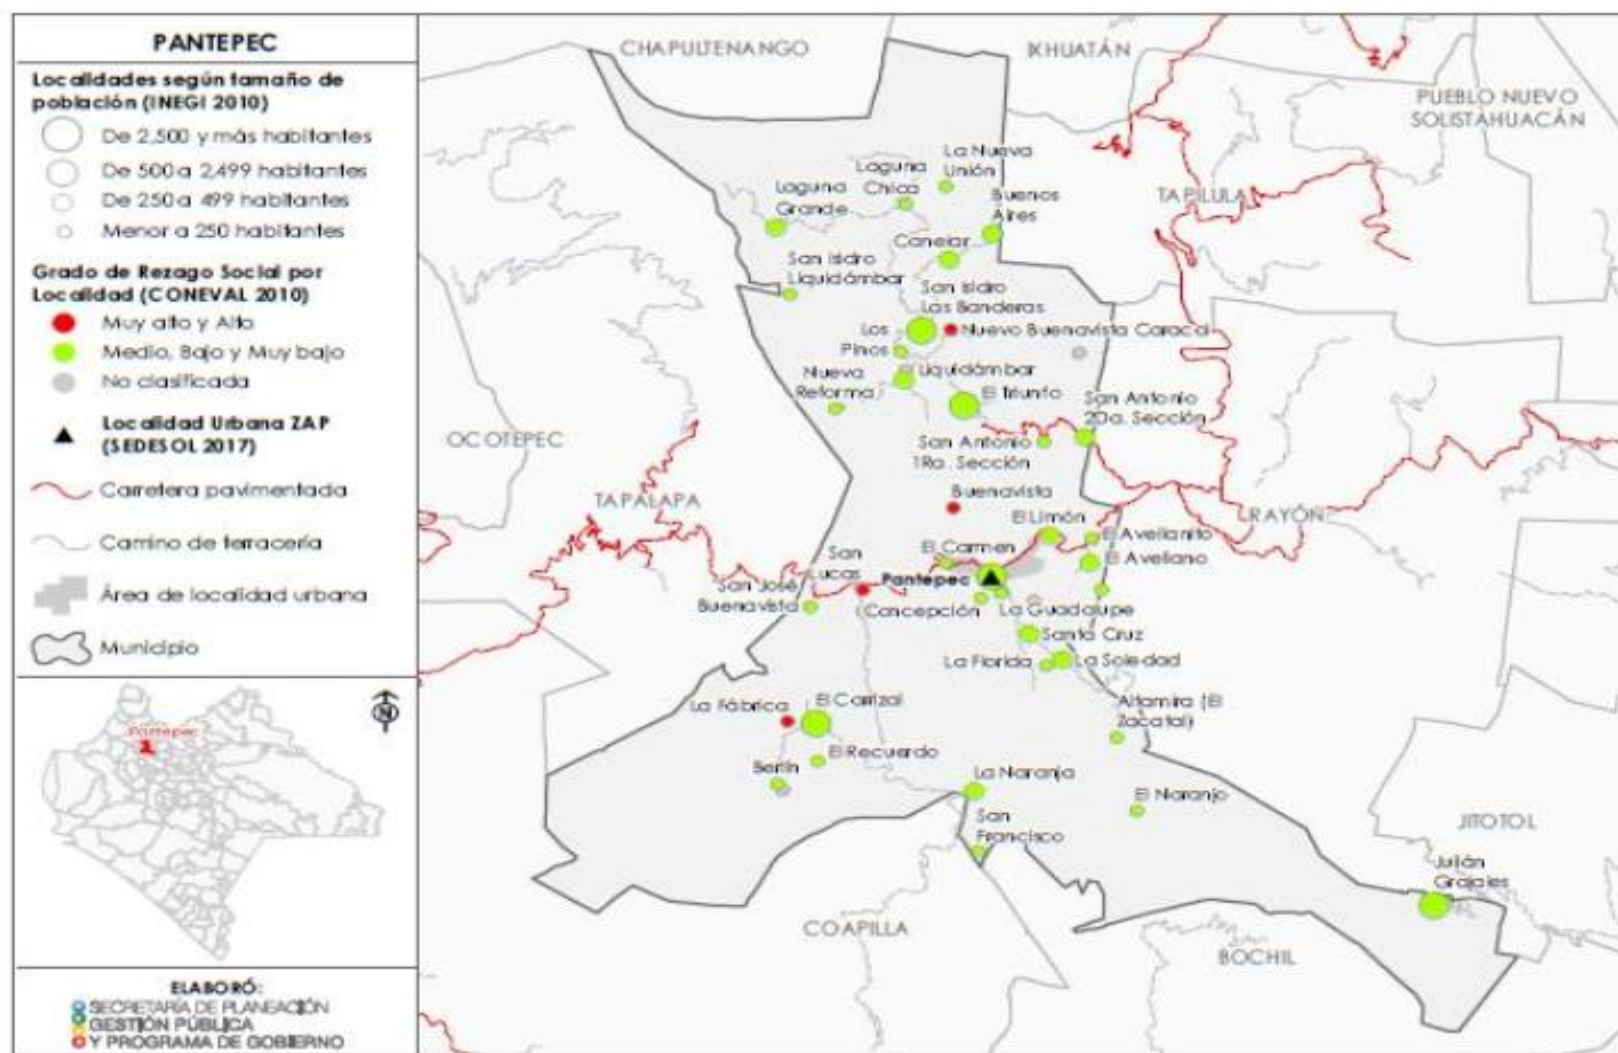 PANTEPEC
Localidades según tamaño de
población (INEGI 2010)
De 2,500 y más habitantes
De 500 a 2,499 habitantes
De 250 a 499 habitantes
Menor a 250 habitantes
Grado de Rezago Social por
Localidad (CONEVAL 2010)
Muy alto y Alto
Medio, Bajo y Muy bajo
No clasificada
Localidad Urbana ZAP
(SEDESOL 2017)
Carretera pavimentada
Camino de terracería
Área de localidad urbana
Municipio
Pantepec
N
ELABORÓ:
SECRETARÍA DE PLANEACIÓN
GESTIÓN PÚBLICA
Y PROGRAMA DE GOBIERNO
CHAPULTENANGO
IXHUATÁN
PUEBLO NUEVO
SOLISTAHUACÁN
TAPILULA
OCOTEPEC
TAPALAPA
RAYÓN
JITOTOL
COAPILLA
BOCHIL
La Nueva
Unión
Laguna
Chica
Laguna
Grande
Buenos
Aires
Canelar...
San Isidro
Liquidámbar
San Isidro
Las Banderas
Nuevo Buenavista Caracol
Los
Pinos
Liquidámbar
Nueva
Reforma
El Triunfo
San Antonio
2Da. Sección
San Antonio
1Ra. Sección
Buenavista
El Limón
El Avellanito
El Carmen
El Avellano
San
Lucas
Pantepec
San José
Buenavista
Concepción
La Guadalupe
Santa Cruz
La Florida
La Soledad
La Fábrica
El Carrizal
Altamira (El
Zacatal)
El Recuerdo
Berlín
La Naranja
El Naranjo
San
Francisco
Julián
Grajales